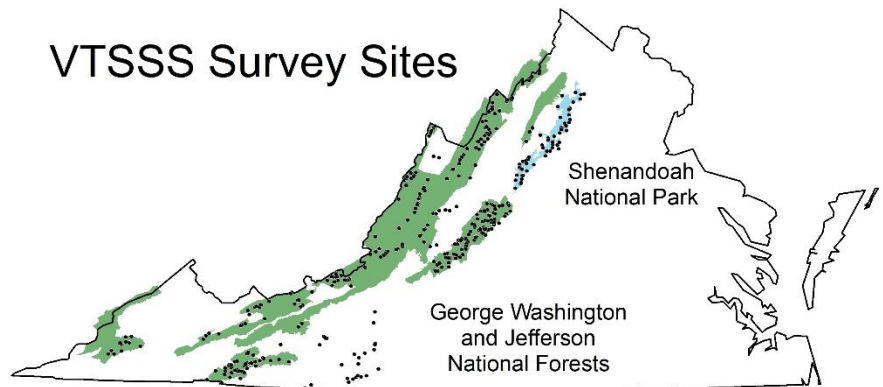 VTSSS Survey Sites
Shenandoah
National Park
George Washington
and Jefferson
National Forests